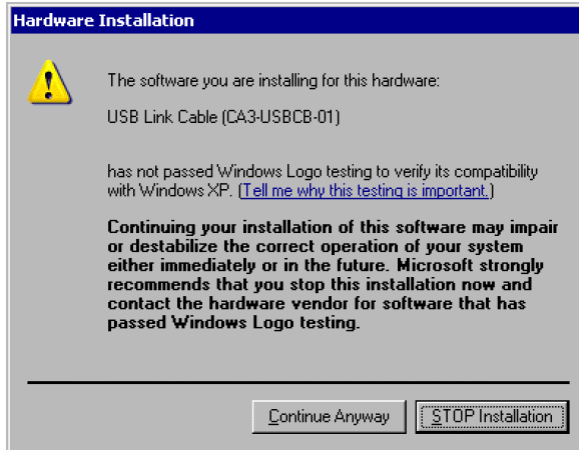 Hardware Installation
The software you are installing for this hardware:
USB Link Cable (CA3-USBCB-01)
has not passed Windows Logo testing to verify its compatibility
with Windows XP. (Tell me why this testing is important.)
Continuing your installation of this software may impair
or destabilize the correct operation of your system
either immediately or in the future. Microsoft strongly
recommends that you stop this installation now and
contact the hardware vendor for software that has
passed Windows Logo testing.
Continue Anyway
STOP Installation